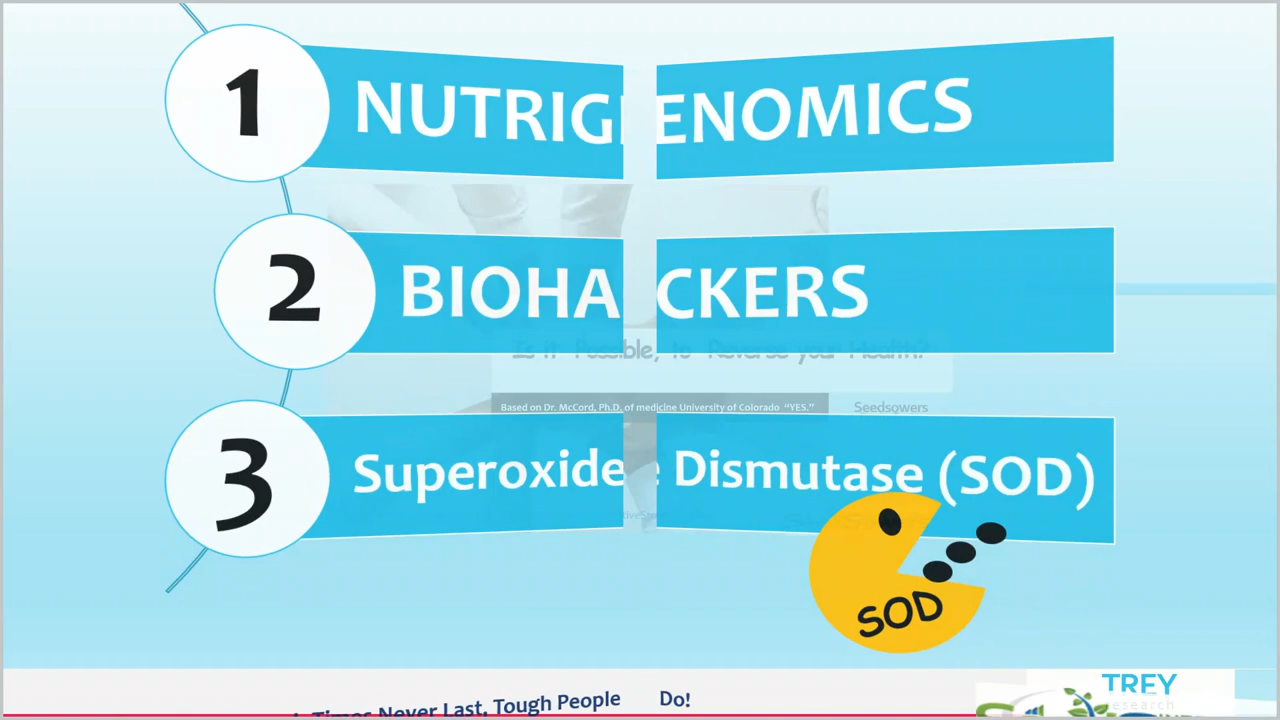 1 NUTRIGENOMICS
2 BIOHACKERS
Is it Possible, to Reverse your Health?
Based on Dr. McCord, Ph.D. of medicine University of Colorado “YES.”
Seedsowers
3 Superoxide Dismutase (SOD)
SOD
Times Never Last, Tough People Do!
TREY
research